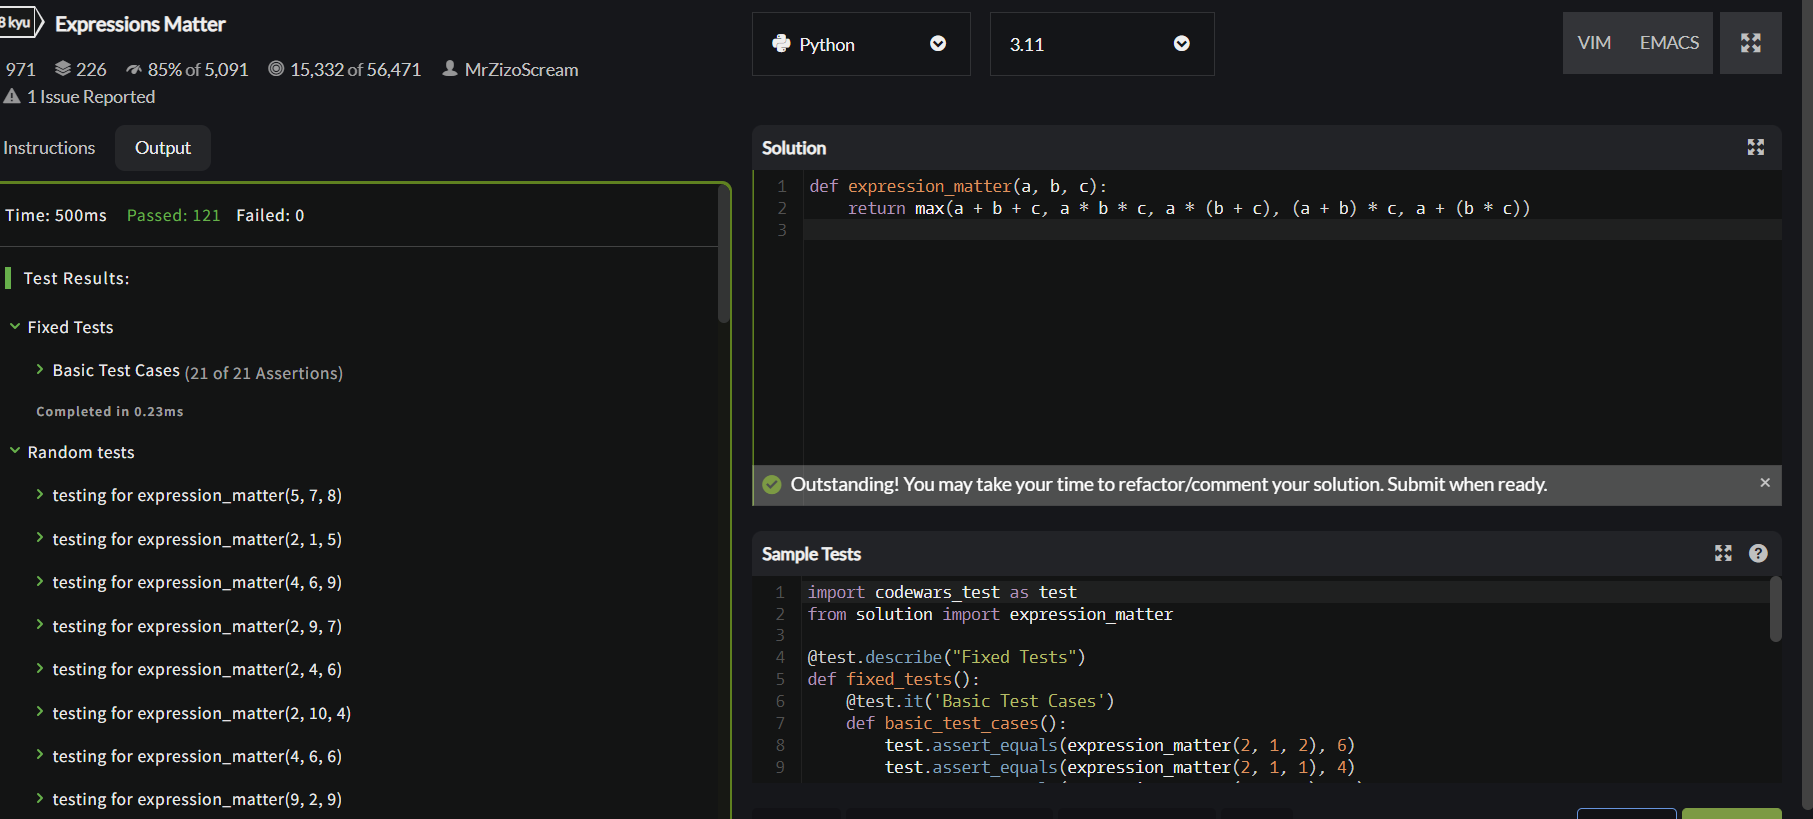 8 kyu Expressions Matter
971 226 85% of 5,091 15,332 of 56,471 MrZizoScream
1 Issue Reported
Python 3.11
VIM EMACS
Instructions Output
Time: 500ms Passed: 121 Failed: 0
Test Results:
Fixed Tests
Basic Test Cases (21 of 21 Assertions)
Completed in 0.23ms
Random tests
testing for expression_matter(5, 7, 8)
testing for expression_matter(2, 1, 5)
testing for expression_matter(4, 6, 9)
testing for expression_matter(2, 9, 7)
testing for expression_matter(2, 4, 6)
testing for expression_matter(2, 10, 4)
testing for expression_matter(4, 6, 6)
testing for expression_matter(9, 2, 9)
Solution
1 def expression_matter(a, b, c):
2 return max(a + b + c, a * b * c, a * (b + c), (a + b) * c, a + (b * c))
3
Outstanding! You may take your time to refactor/comment your solution. Submit when ready. ×
Sample Tests ?
1 import codewars_test as test
2 from solution import expression_matter
3
4 @test.describe("Fixed Tests")
5 def fixed_tests():
6 @test.it('Basic Test Cases')
7 def basic_test_cases():
8 test.assert_equals(expression_matter(2, 1, 2), 6)
9 test.assert_equals(expression_matter(2, 1, 1), 4)